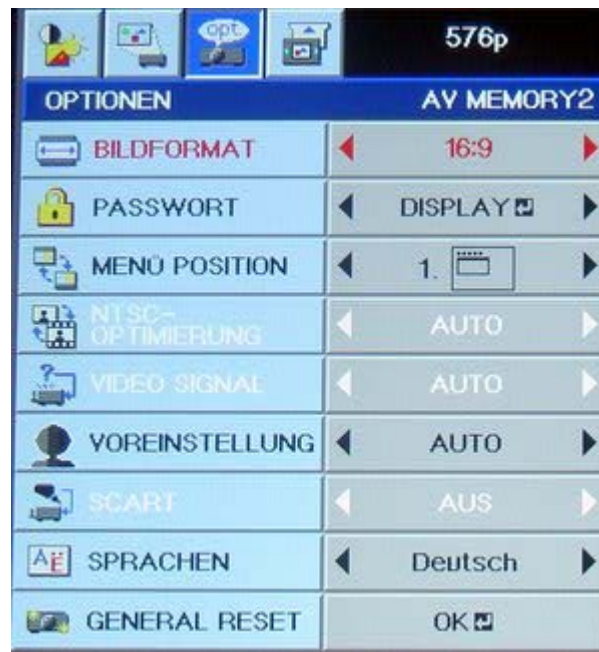 opt.
576p
OPTIONEN AV MEMORY2
BILDFORMAT 16:9
PASSWORT DISPLAY
MENÜ POSITION 1.
NTSC-
OPTIMIERUNG AUTO
VIDEO SIGNAL AUTO
VOREINSTELLUNG AUTO
SCART AUS
AË SPRACHEN Deutsch
GENERAL RESET OK